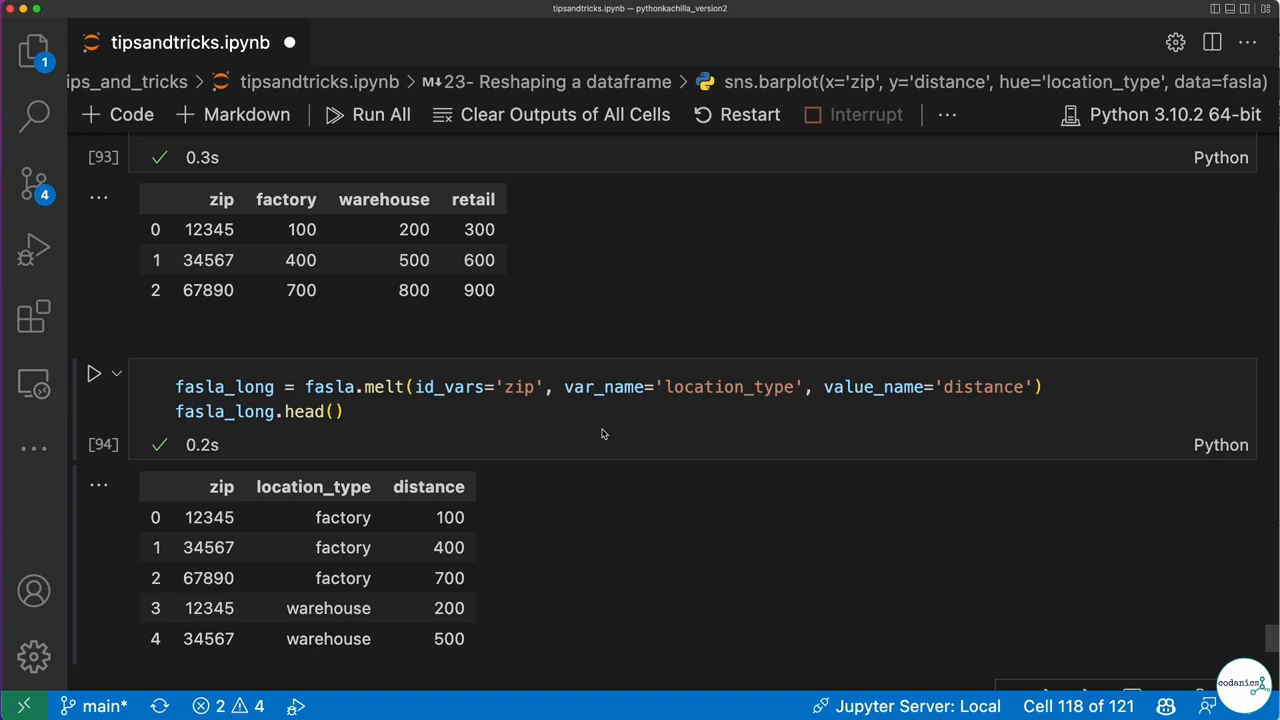 tipsandtricks.ipynb — pythonkachilla_version2
tipsandtricks.ipynb
ips_and_tricks > tipsandtricks.ipynb > M↓23- Reshaping a dataframe > sns.barplot(x='zip', y='distance', hue='location_type', data=fasla)
+ Code + Markdown Run All Clear Outputs of All Cells Restart Interrupt ... Python 3.10.2 64-bit
1
4
[93] 0.3s Python
zip factory warehouse retail
0 12345 100 200 300
1 34567 400 500 600
2 67890 700 800 900
fasla_long = fasla.melt(id_vars='zip', var_name='location_type', value_name='distance')
fasla_long.head()
[94] 0.2s Python
zip location_type distance
0 12345 factory 100
1 34567 factory 400
2 67890 factory 700
3 12345 warehouse 200
4 34567 warehouse 500
codanics
main* 2 4 Jupyter Server: Local Cell 118 of 121